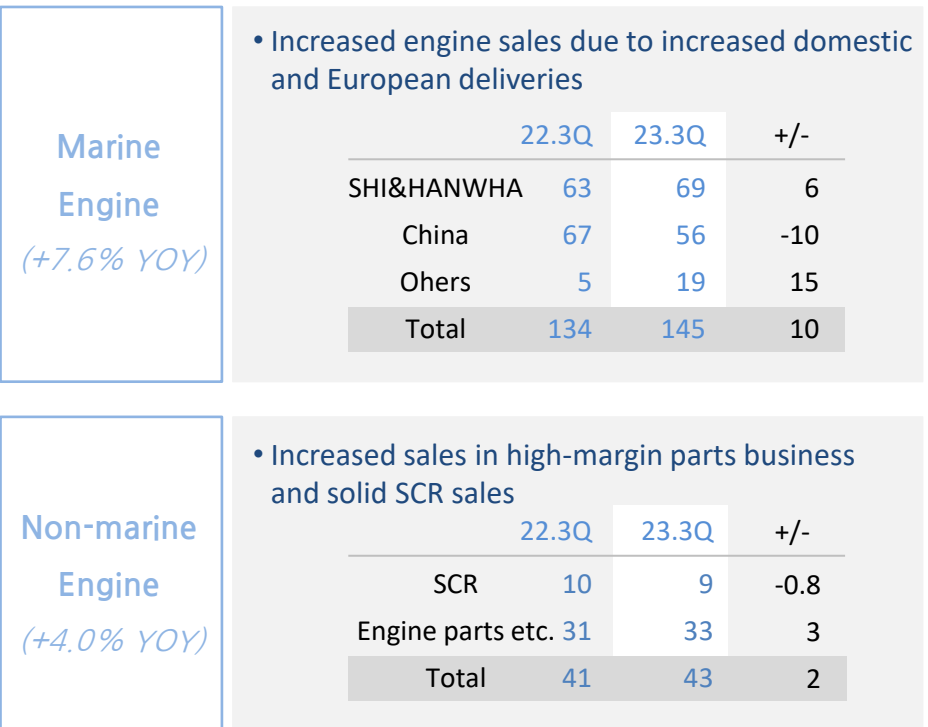 Marine
Engine
(+7.6% YOY)
• Increased engine sales due to increased domestic
and European deliveries
22.3Q 23.3Q +/-
SHI&HANWHA 63 69 6
China 67 56 -10
Ohers 5 19 15
Total 134 145 10
Non-marine
Engine
(+4.0% YOY)
• Increased sales in high-margin parts business
and solid SCR sales
22.3Q 23.3Q +/-
SCR 10 9 -0.8
Engine parts etc. 31 33 3
Total 41 43 2